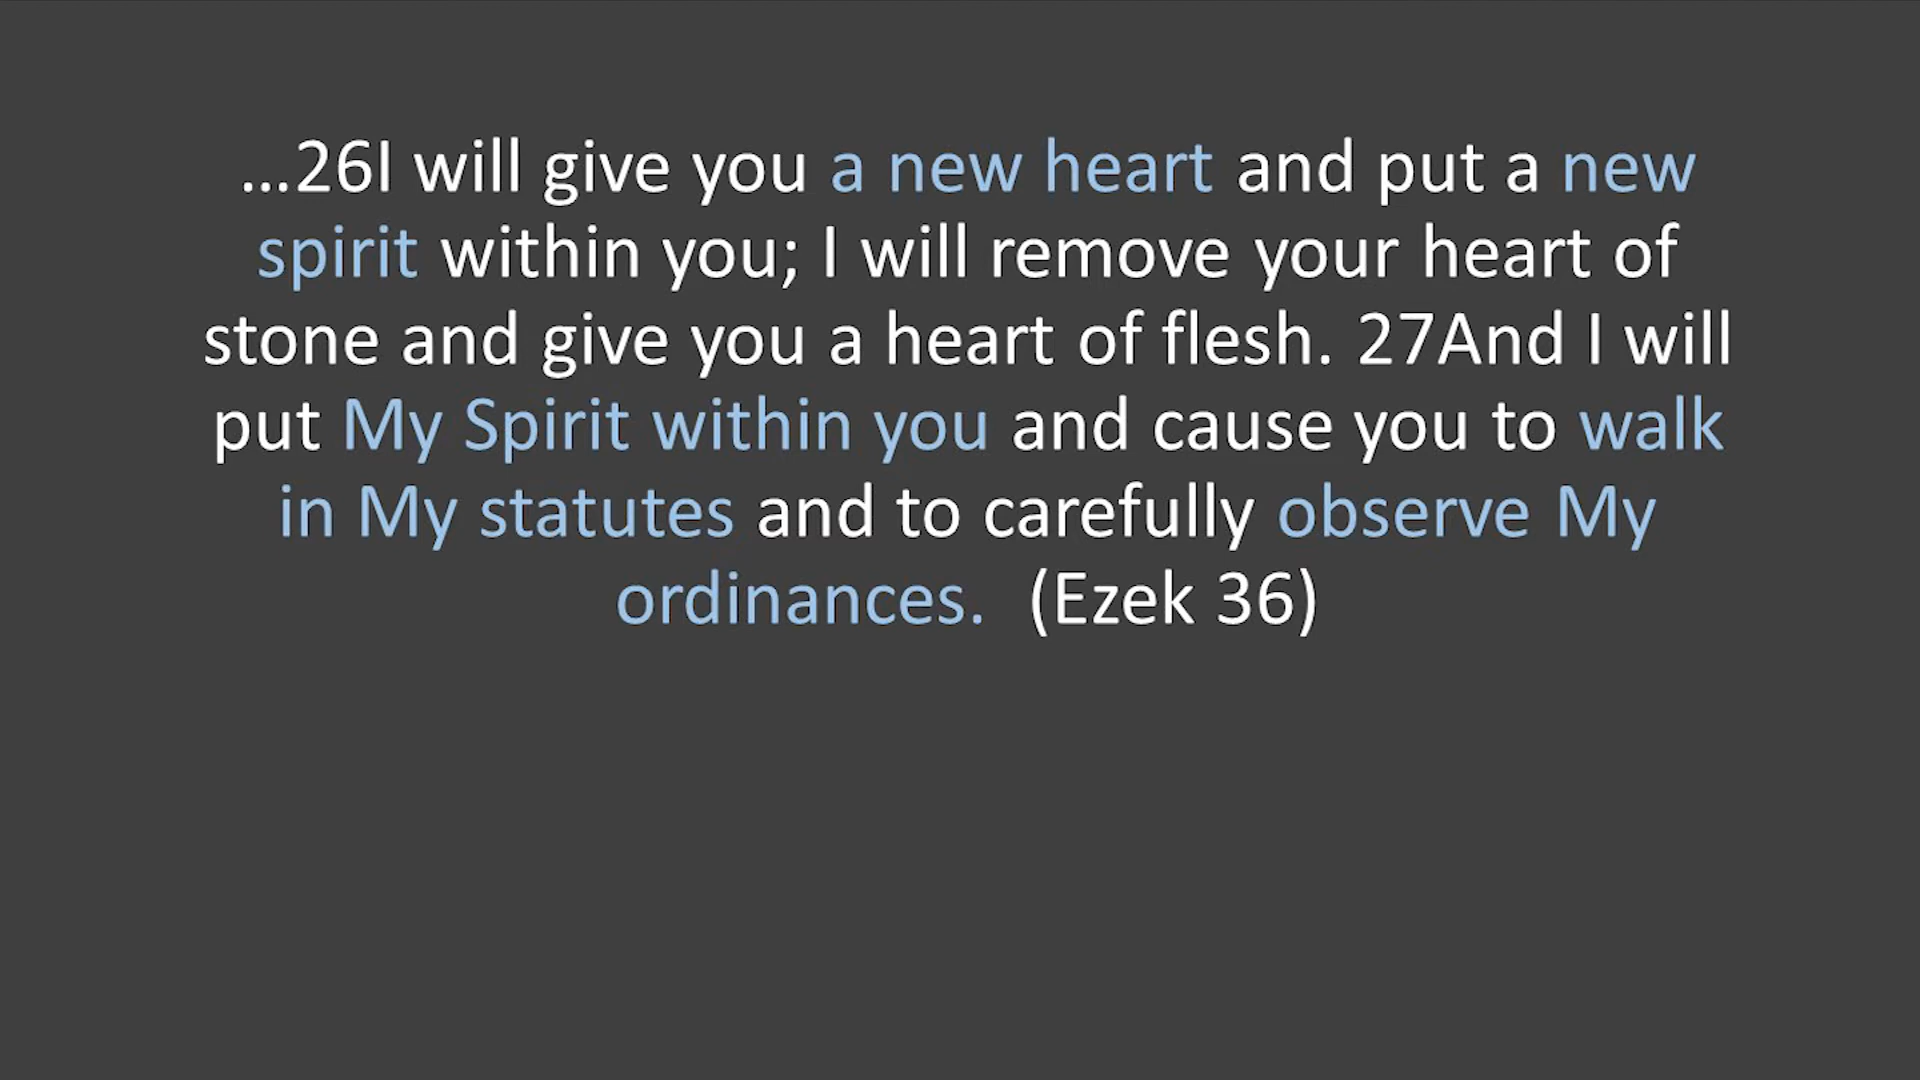 ...26I will give you a new heart and put a new
spirit within you; I will remove your heart of
stone and give you a heart of flesh. 27And I will
put My Spirit within you and cause you to walk
in My statutes and to carefully observe My
ordinances. (Ezek 36)